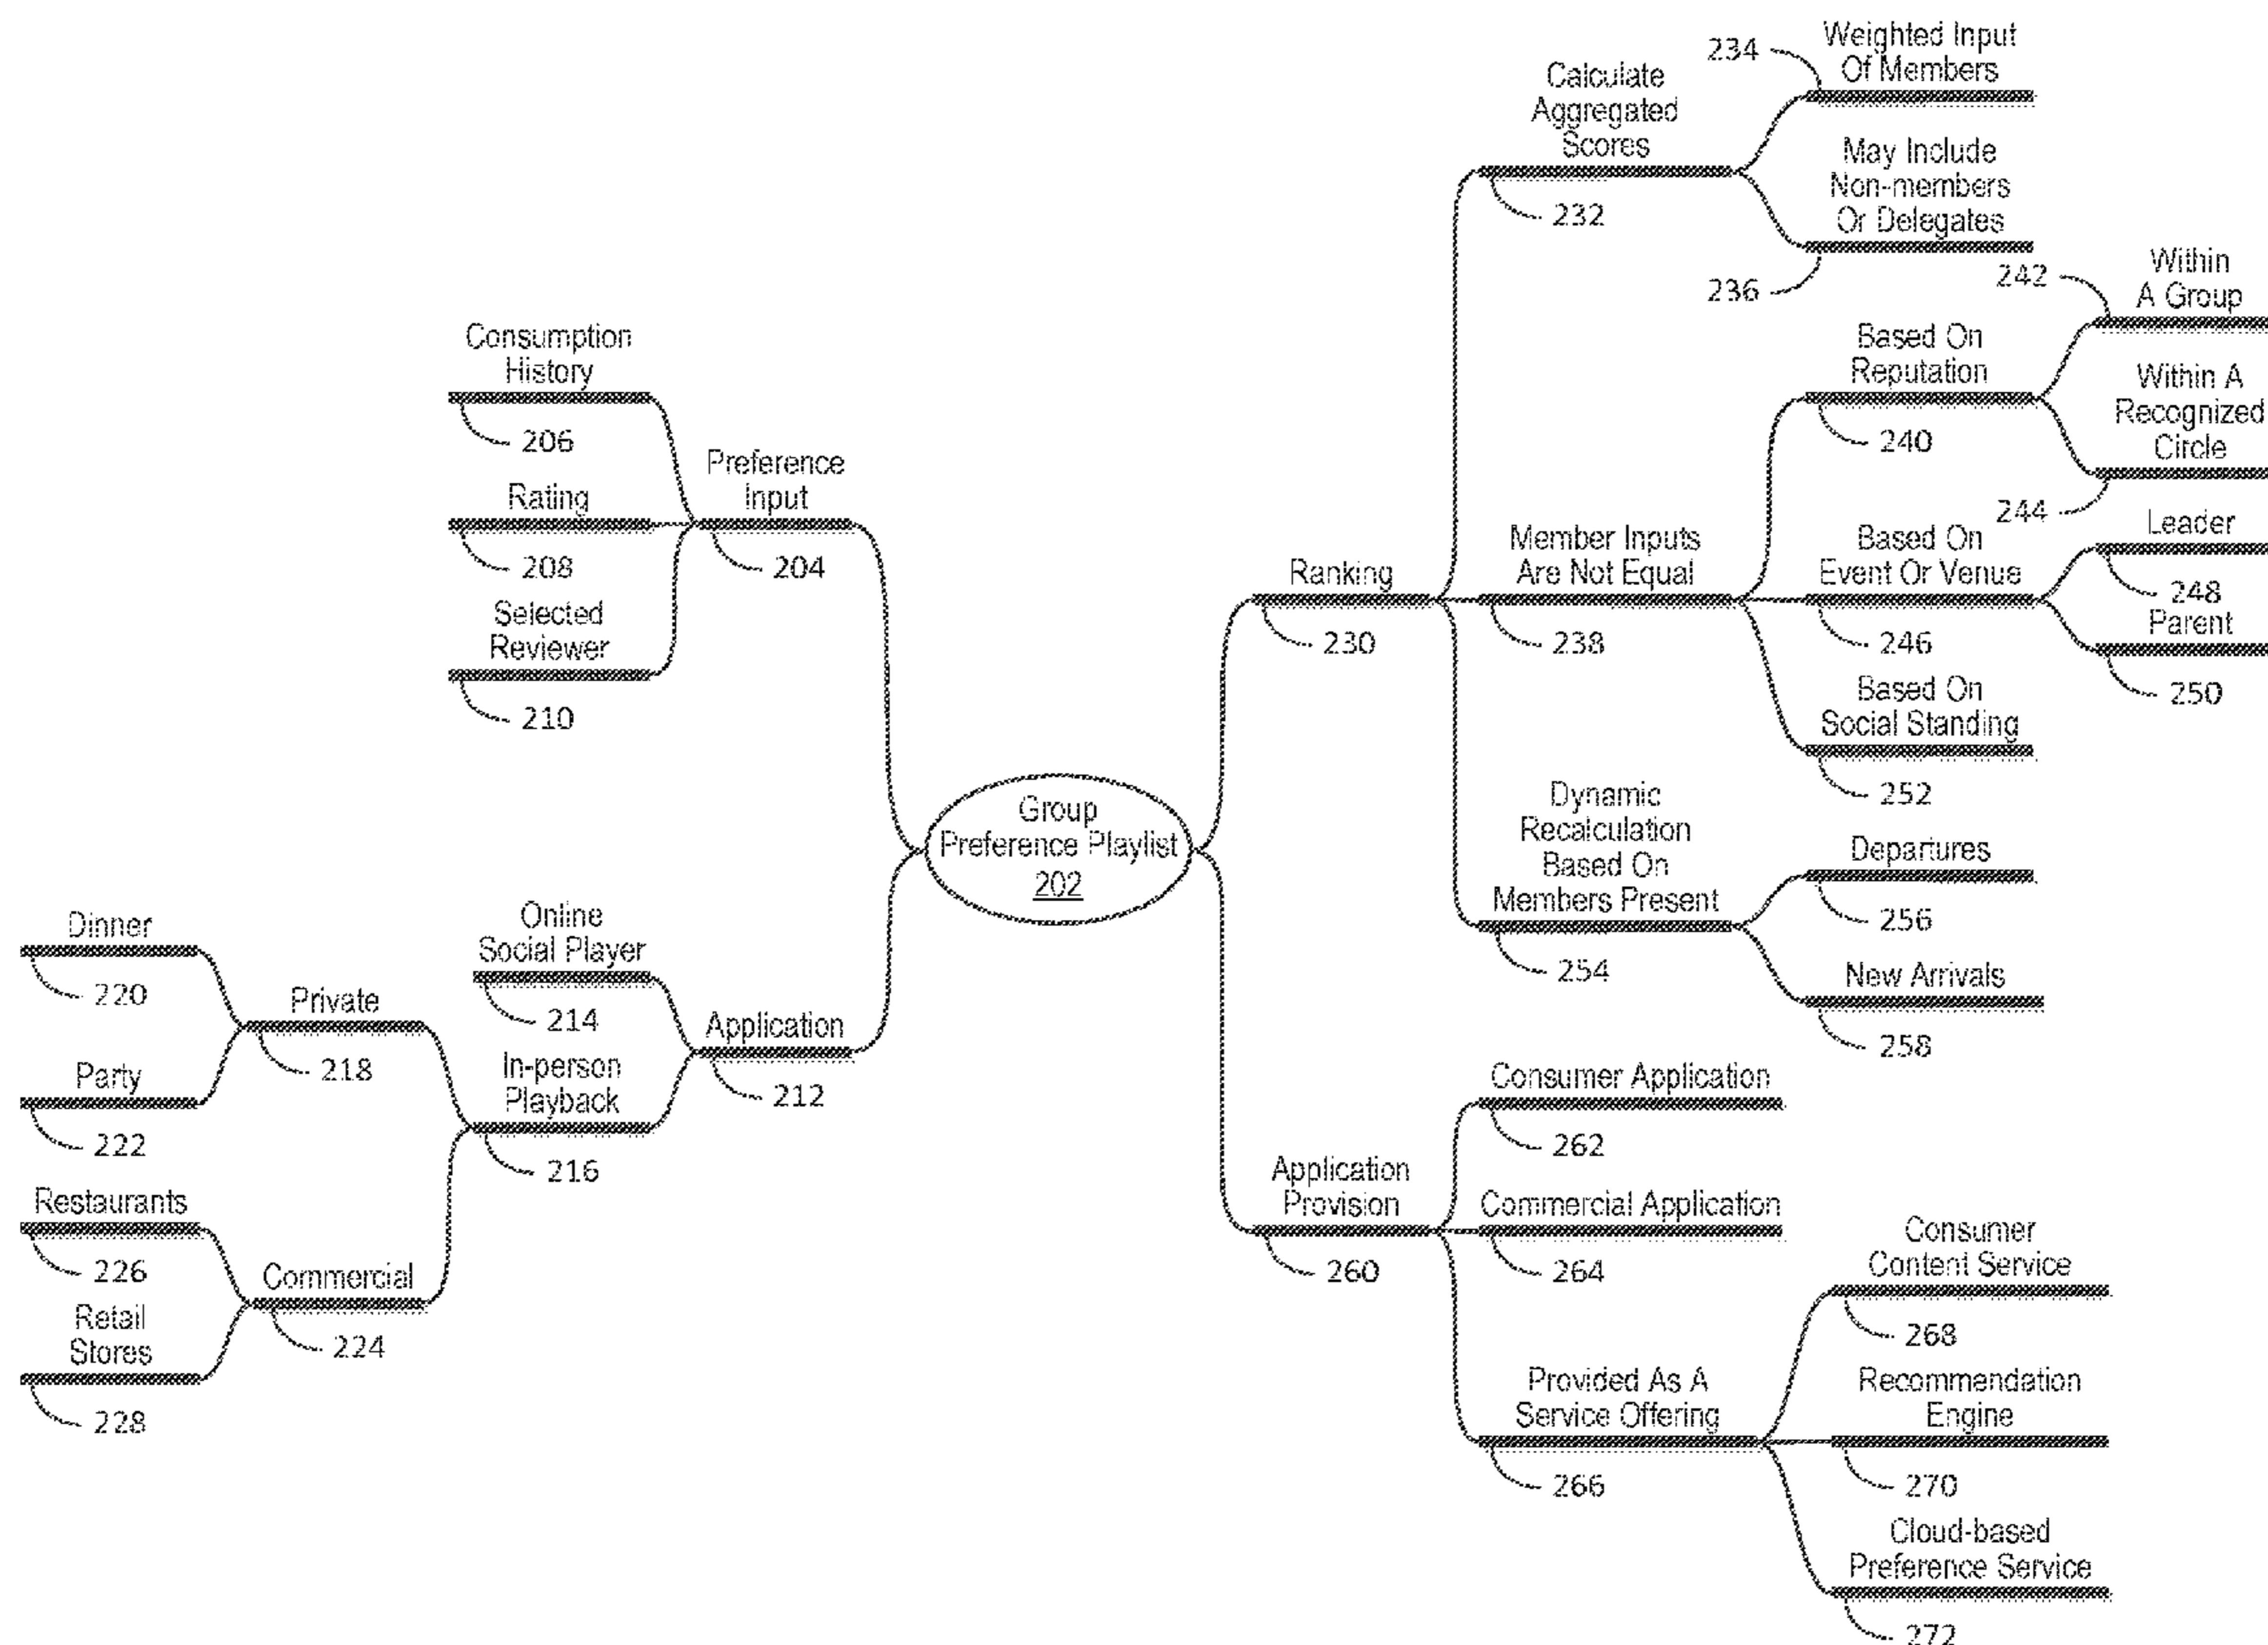 Weighted Input
Of Members
234
Calculate
Aggregated
Scores
232
May Include
Non-members
Or Delegates
236
Within
A Group
242
Based On
Reputation
240
Within A
Recognized
Circle
244
Consumption
History
206
Rating
208
Selected
Reviewer
210
Preference
Input
204
Ranking
230
Member Inputs
Are Not Equal
238
Based On
Event Or Venue
246
Leader
248
Parent
250
Based On
Social Standing
252
Group
Preference Playlist
202
Dynamic
Recalculation
Based On
Members Present
254
Departures
256
New Arrivals
258
Dinner
220
Private
218
Party
222
Online
Social Player
214
Application
212
In-person
Playback
216
Restaurants
226
Commercial
224
Retail
Stores
228
Application
Provision
260
Consumer Application
262
Commercial Application
264
Provided As A
Service Offering
266
Consumer
Content Service
268
Recommendation
Engine
270
Cloud-based
Preference Service
272